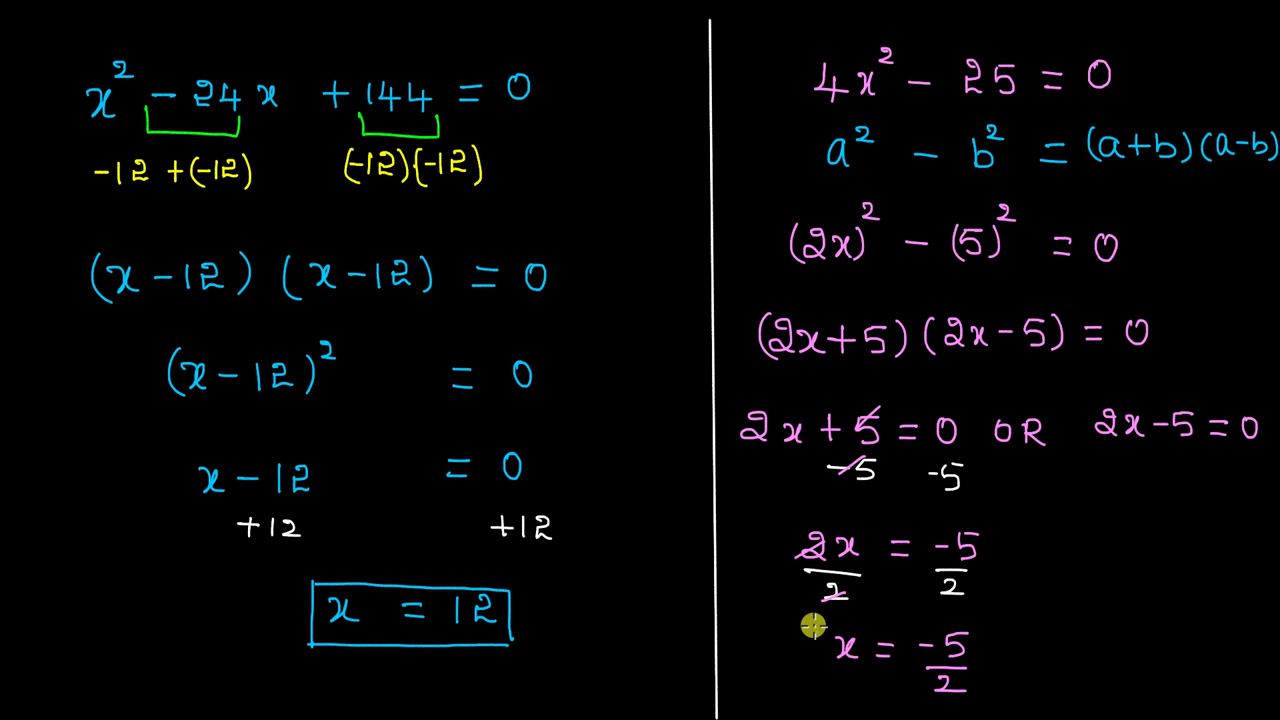 x² - 24x + 144 = 0
-12 + (-12) (-12)(-12)
(x - 12) (x - 12) = 0
(x - 12)² = 0
x - 12 = 0
+12 +12
x = 12
4x² - 25 = 0
a² - b² = (a+b)(a-b)
(2x)² - (5)² = 0
(2x+5)(2x-5) = 0
2x + 5 = 0 OR 2x - 5 = 0
-5 -5
2x/2 = -5/2
x = -5/2